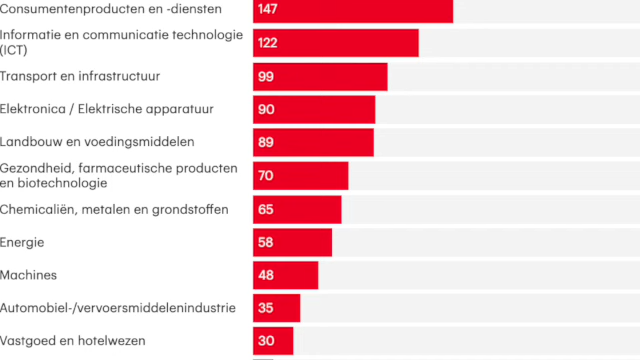 Consumentenproducten en -diensten 147
Informatie en communicatie technologie
(ICT) 122
Transport en infrastructuur 99
Elektronica / Elektrische apparatuur 90
Landbouw en voedingsmiddelen 89
Gezondheid, farmaceutische producten
en biotechnologie 70
Chemicaliën, metalen en grondstoffen 65
Energie 58
Machines 48
Automobiel-/vervoersmiddelenindustrie 35
Vastgoed en hotelwezen 30